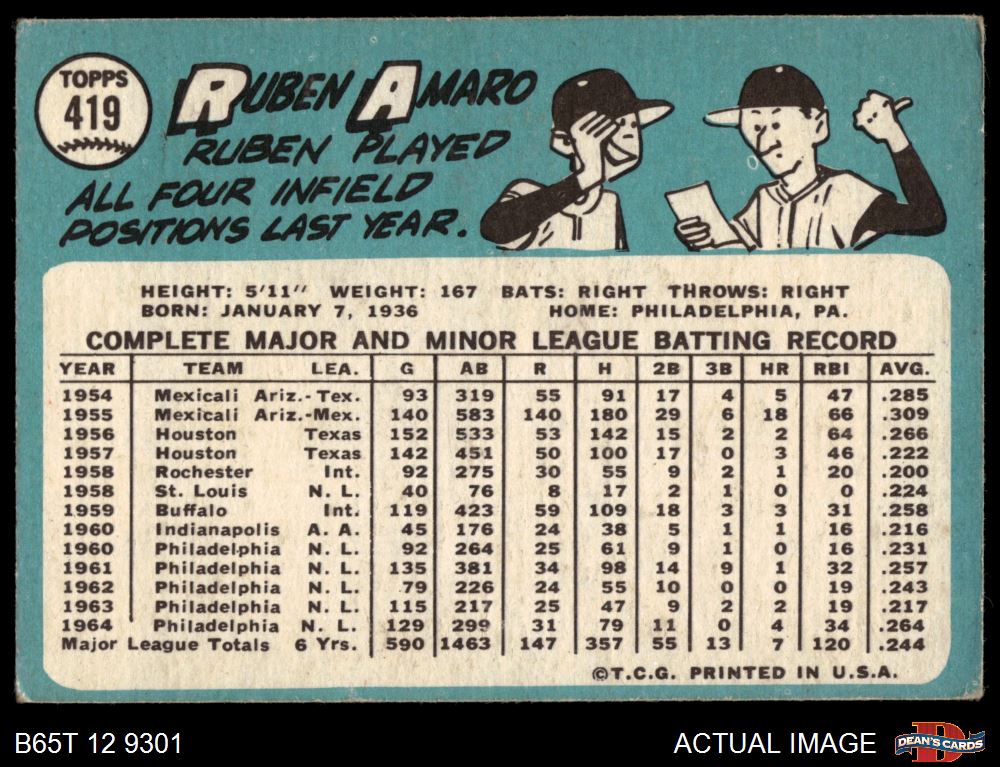 TOPPS
419
RUBEN AMARO
RUBEN PLAYED
ALL FOUR INFIELD
POSITIONS LAST YEAR.
HEIGHT: 5'11" WEIGHT: 167 BATS: RIGHT THROWS: RIGHT
BORN: JANUARY 7, 1936 HOME: PHILADELPHIA, PA.
COMPLETE MAJOR AND MINOR LEAGUE BATTING RECORD
YEAR TEAM LEA. G AB R H 2B 3B HR RBI AVG.
1954 Mexicali Ariz.-Tex. 93 319 55 91 17 4 5 47 .285
1955 Mexicali Ariz.-Mex. 140 583 140 180 29 6 18 66 .309
1956 Houston Texas 152 533 53 142 15 2 2 64 .266
1957 Houston Texas 142 451 50 100 17 0 3 46 .222
1958 Rochester Int. 92 275 30 55 9 2 1 20 .200
1958 St. Louis N. L. 40 76 8 17 2 1 0 0 .224
1959 Buffalo Int. 119 423 59 109 18 3 3 31 .258
1960 Indianapolis A. A. 45 176 24 38 5 1 1 16 .216
1960 Philadelphia N. L. 92 264 25 61 9 1 0 16 .231
1961 Philadelphia N. L. 135 381 34 98 14 9 1 32 .257
1962 Philadelphia N. L. 79 226 24 55 10 0 0 19 .243
1963 Philadelphia N. L. 115 217 25 47 9 2 2 19 .217
1964 Philadelphia N. L. 129 299 31 79 11 0 4 34 .264
Major League Totals 6 Yrs. 590 1463 147 357 55 13 7 120 .244
©T.C.G. PRINTED IN U.S.A.
B65T 12 9301 ACTUAL IMAGE DEAN'S CARDS